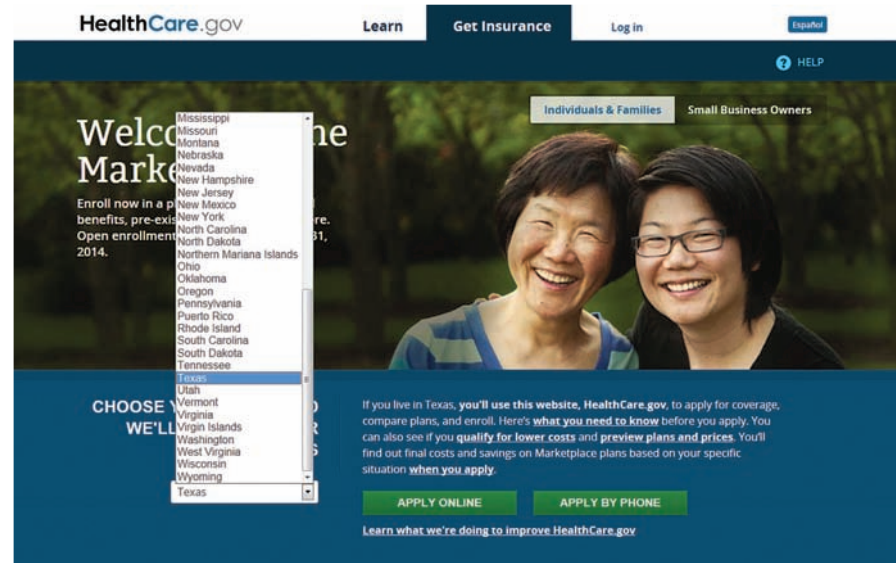 HealthCare.gov
Learn
Get Insurance
Log in
Español
? HELP
Individuals & Families
Small Business Owners
Welco
ne
Marke
Enroll now in a p
benefits, pre-exis
re.
Open enrollment
31,
2014.
Mississippi
Missouri
Montana
Nebraska
Nevada
New Hampshire
New Jersey
New Mexico
New York
North Carolina
North Dakota
Northern Mariana Islands
Ohio
Oklahoma
Oregon
Pennsylvania
Puerto Rico
Rhode Island
South Carolina
South Dakota
Tennessee
Texas
Utah
Vermont
Virginia
Virgin Islands
Washington
West Virginia
Wisconsin
Wyoming
Texas
CHOOSE
WE'LL
If you live in Texas, you'll use this website, HealthCare.gov, to apply for coverage,
compare plans, and enroll. Here's what you need to know before you apply. You
can also see if you qualify for lower costs and preview plans and prices. You'll
find out final costs and savings on Marketplace plans based on your specific
situation when you apply.
APPLY ONLINE
APPLY BY PHONE
Learn what we're doing to improve HealthCare.gov